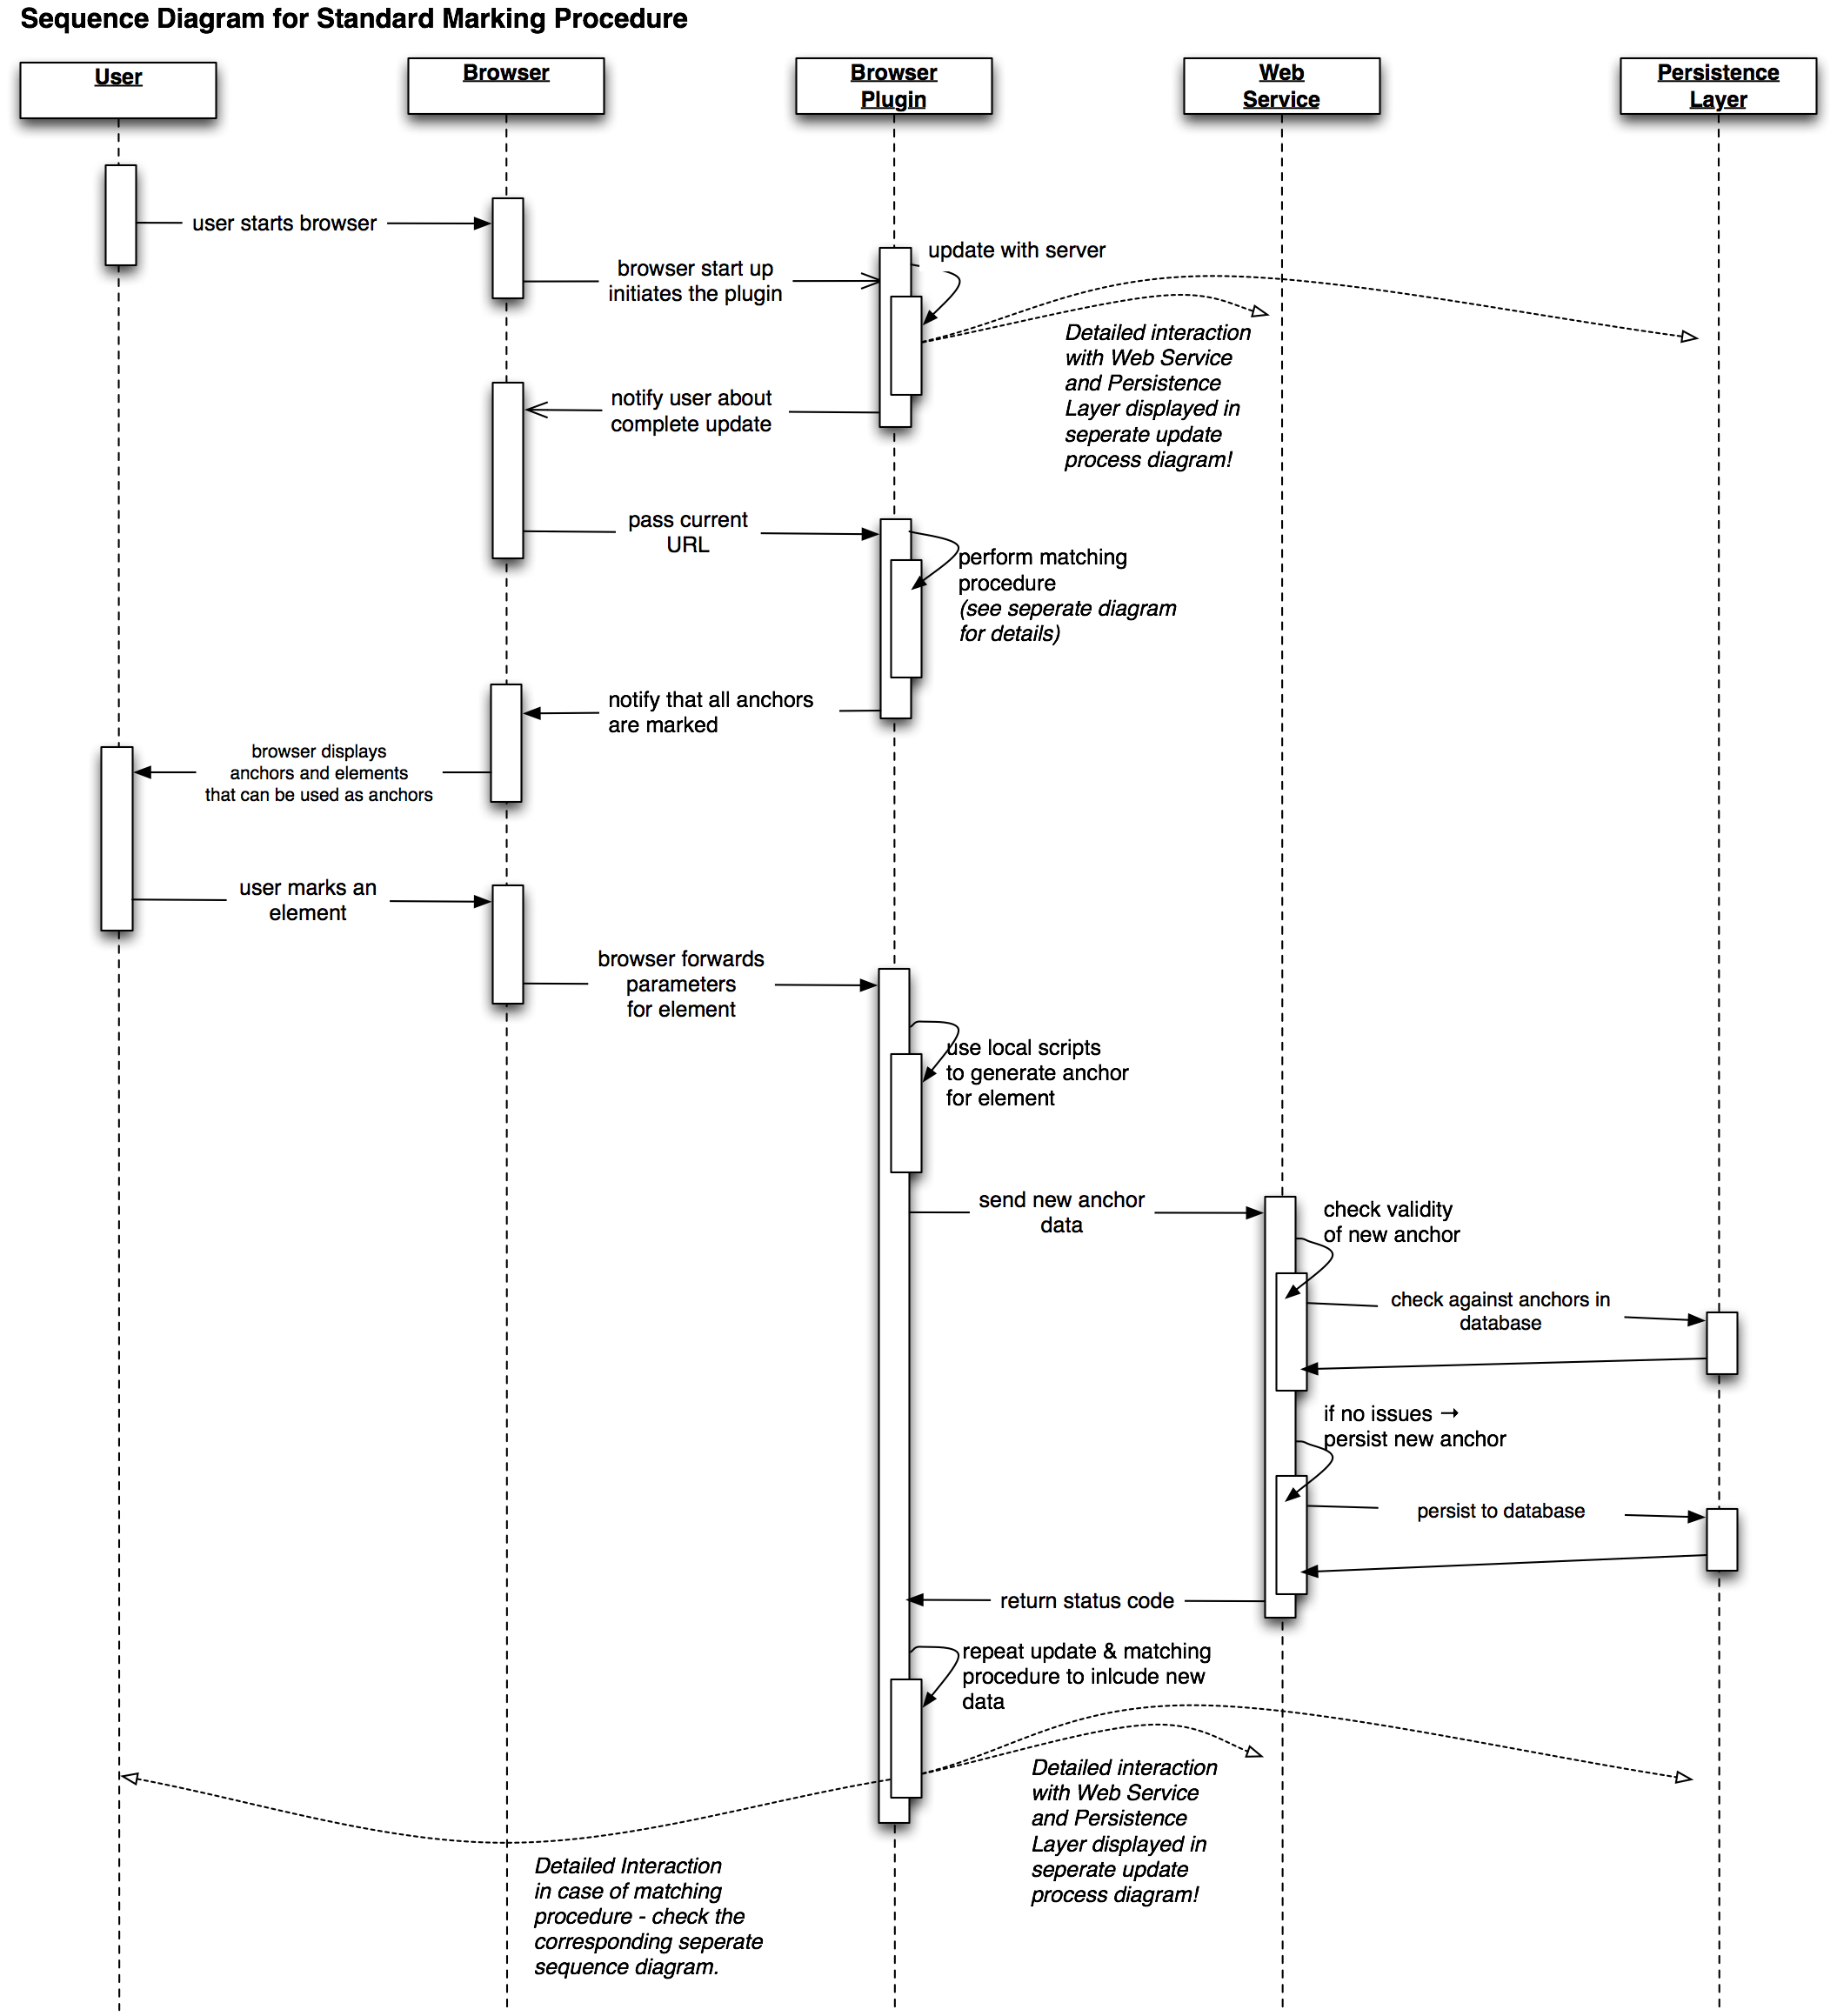 Sequence Diagram for Standard Marking Procedure
User
Browser
Browser
Plugin
Web
Service
Persistence
Layer
user starts browser
update with server
browser start up
initiates the plugin
Detailed interaction
with Web Service
and Persistence
Layer displayed in
seperate update
process diagram!
notify user about
complete update
pass current
URL
perform matching
procedure
(see seperate diagram
for details)
notify that all anchors
are marked
browser displays
anchors and elements
that can be used as anchors
user marks an
element
browser forwards
parameters
for element
use local scripts
to generate anchor
for element
send new anchor
data
check validity
of new anchor
check against anchors in
database
if no issues →
persist new anchor
persist to database
return status code
repeat update & matching
procedure to inlcude new
data
Detailed interaction
with Web Service
and Persistence
Layer displayed in
seperate update
process diagram!
Detailed Interaction
in case of matching
procedure - check the
corresponding seperate
sequence diagram.